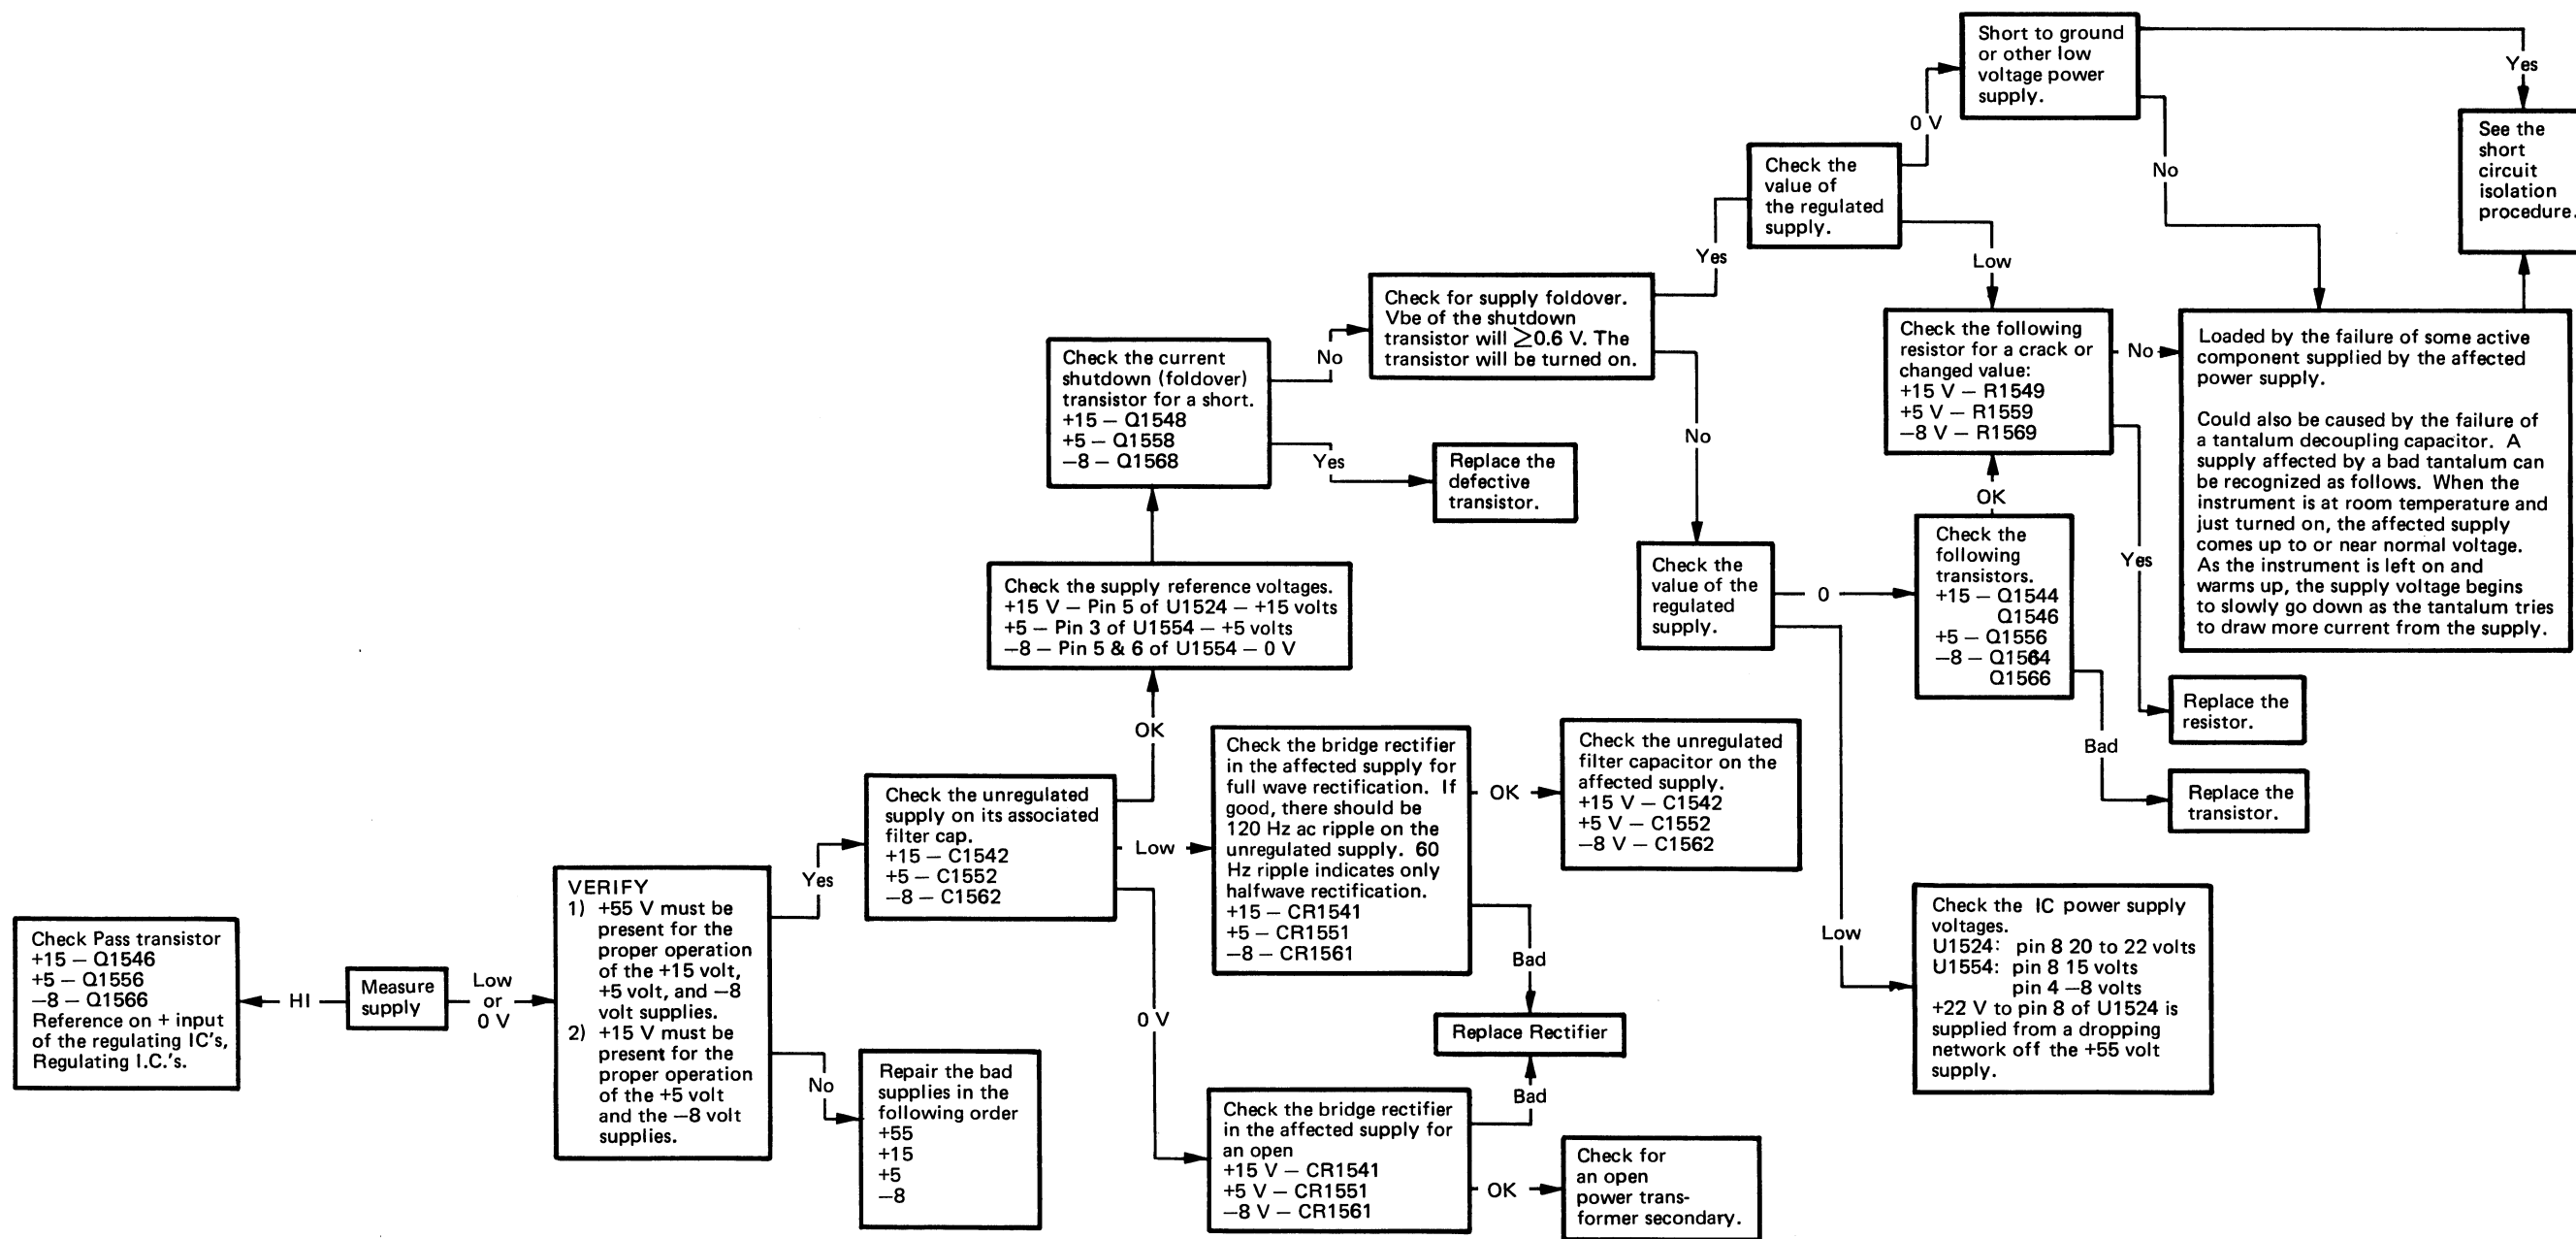 Check Pass transistor
+15 — Q1546
+5 — Q1556
—8 — Q1566
Reference on + input
of the regulating IC's,
Regulating I.C.'s.
HI
Measure
supply
Low
or
0 V
VERIFY
1) +55 V must be
present for the
proper operation
of the +15 volt,
+5 volt, and —8
volt supplies.
2) +15 V must be
present for the
proper operation
of the +5 volt
and the —8 volt
supplies.
Yes
No
Repair the bad
supplies in the
following order
+55
+15
+5
—8
Check the unregulated
supply on its associated
filter cap.
+15 — C1542
+5 — C1552
—8 — C1562
OK
Low
0 V
Check the supply reference voltages.
+15 V — Pin 5 of U1524 — +15 volts
+5 — Pin 3 of U1554 — +5 volts
—8 — Pin 5 & 6 of U1554 — 0 V
Check the current
shutdown (foldover)
transistor for a short.
+15 — Q1548
+5 — Q1558
—8 — Q1568
No
Yes
Replace the
defective
transistor.
Check the bridge rectifier
in the affected supply for
full wave rectification. If
good, there should be
120 Hz ac ripple on the
unregulated supply. 60
Hz ripple indicates only
halfwave rectification.
+15 — CR1541
+5 — CR1551
—8 — CR1561
OK
Check the unregulated
filter capacitor on the
affected supply.
+15 V — C1542
+5 V — C1552
—8 V — C1562
Bad
Replace Rectifier
Bad
Check the bridge rectifier
in the affected supply for
an open
+15 V — CR1541
+5 V — CR1551
—8 V — CR1561
OK
Check for
an open
power trans-
former secondary.
Check for supply foldover.
Vbe of the shutdown
transistor will ≥0.6 V. The
transistor will be turned on.
Yes
No
Check the
value of
the regulated
supply.
0 V
Low
Short to ground
or other low
voltage power
supply.
Yes
No
See the
short
circuit
isolation
procedure.
Check the following
resistor for a crack or
changed value:
+15 V — R1549
+5 V — R1559
—8 V — R1569
No
Yes
Loaded by the failure of some active
component supplied by the affected
power supply.
Could also be caused by the failure of
a tantalum decoupling capacitor. A
supply affected by a bad tantalum can
be recognized as follows. When the
instrument is at room temperature and
just turned on, the affected supply
comes up to or near normal voltage.
As the instrument is left on and
warms up, the supply voltage begins
to slowly go down as the tantalum tries
to draw more current from the supply.
Check the
value of the
regulated
supply.
0
Low
OK
Check the
following
transistors.
+15 — Q1544
Q1546
+5 — Q1556
—8 — Q1564
Q1566
Bad
Replace the
resistor.
Replace the
transistor.
Check the IC power supply
voltages.
U1524: pin 8 20 to 22 volts
U1554: pin 8 15 volts
pin 4 —8 volts
+22 V to pin 8 of U1524 is
supplied from a dropping
network off the +55 volt
supply.